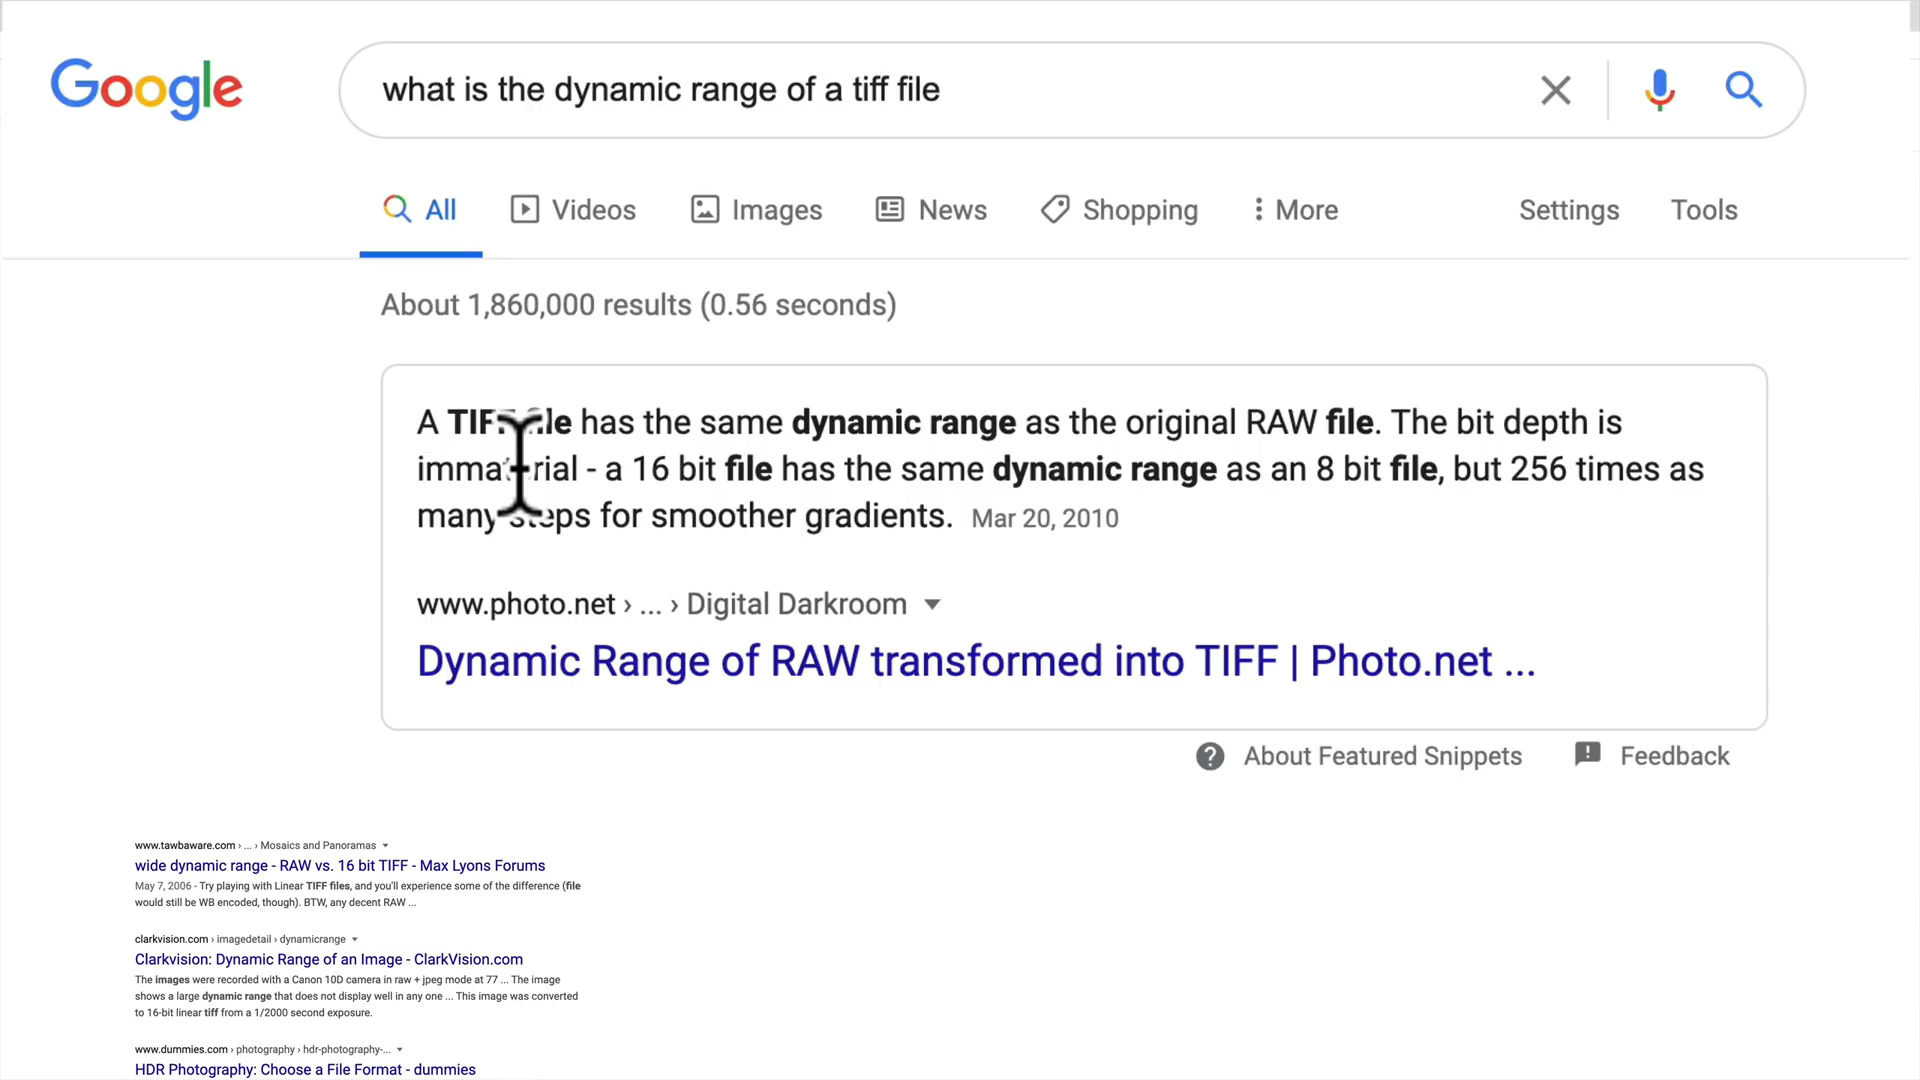 Google
what is the dynamic range of a tiff file
All Videos Images News Shopping More Settings Tools
About 1,860,000 results (0.56 seconds)
A TIFF file has the same dynamic range as the original RAW file. The bit depth is
immaterial - a 16 bit file has the same dynamic range as an 8 bit file, but 256 times as
many steps for smoother gradients. Mar 20, 2010
www.photo.net › ... › Digital Darkroom
Dynamic Range of RAW transformed into TIFF | Photo.net ...
About Featured Snippets Feedback
www.tawbaware.com › ... › Mosaics and Panoramas
wide dynamic range - RAW vs. 16 bit TIFF - Max Lyons Forums
May 7, 2006 - Try playing with Linear TIFF files, and you'll experience some of the difference (file
would still be WB encoded, though). BTW, any decent RAW ...
clarkvision.com › imagedetail › dynamicrange
Clarkvision: Dynamic Range of an Image - ClarkVision.com
The images were recorded with a Canon 10D camera in raw + jpeg mode at 77 ... The image
shows a large dynamic range that does not display well in any one ... This image was converted
to 16-bit linear tiff from a 1/2000 second exposure.
www.dummies.com › photography › hdr-photography-...
HDR Photography: Choose a File Format - dummies